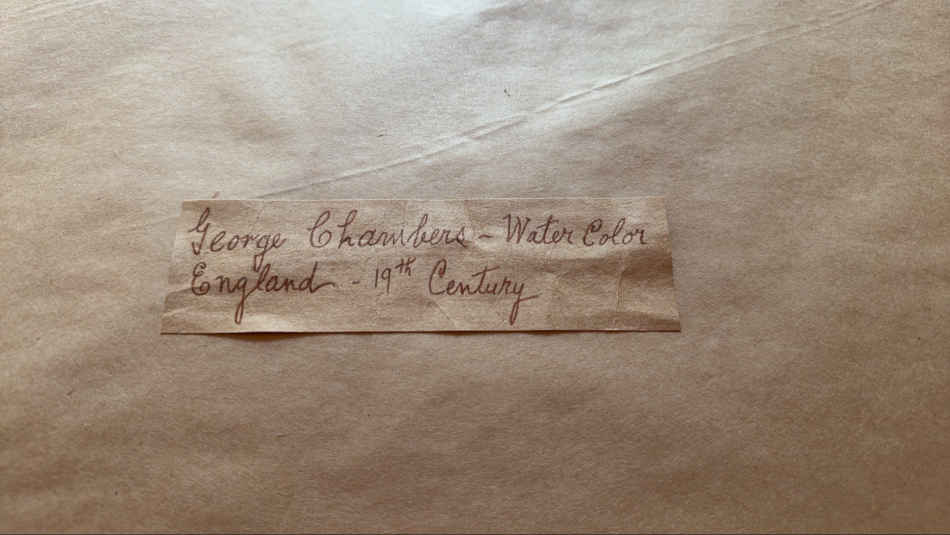 George Chambers - Water Color
England - 19th Century